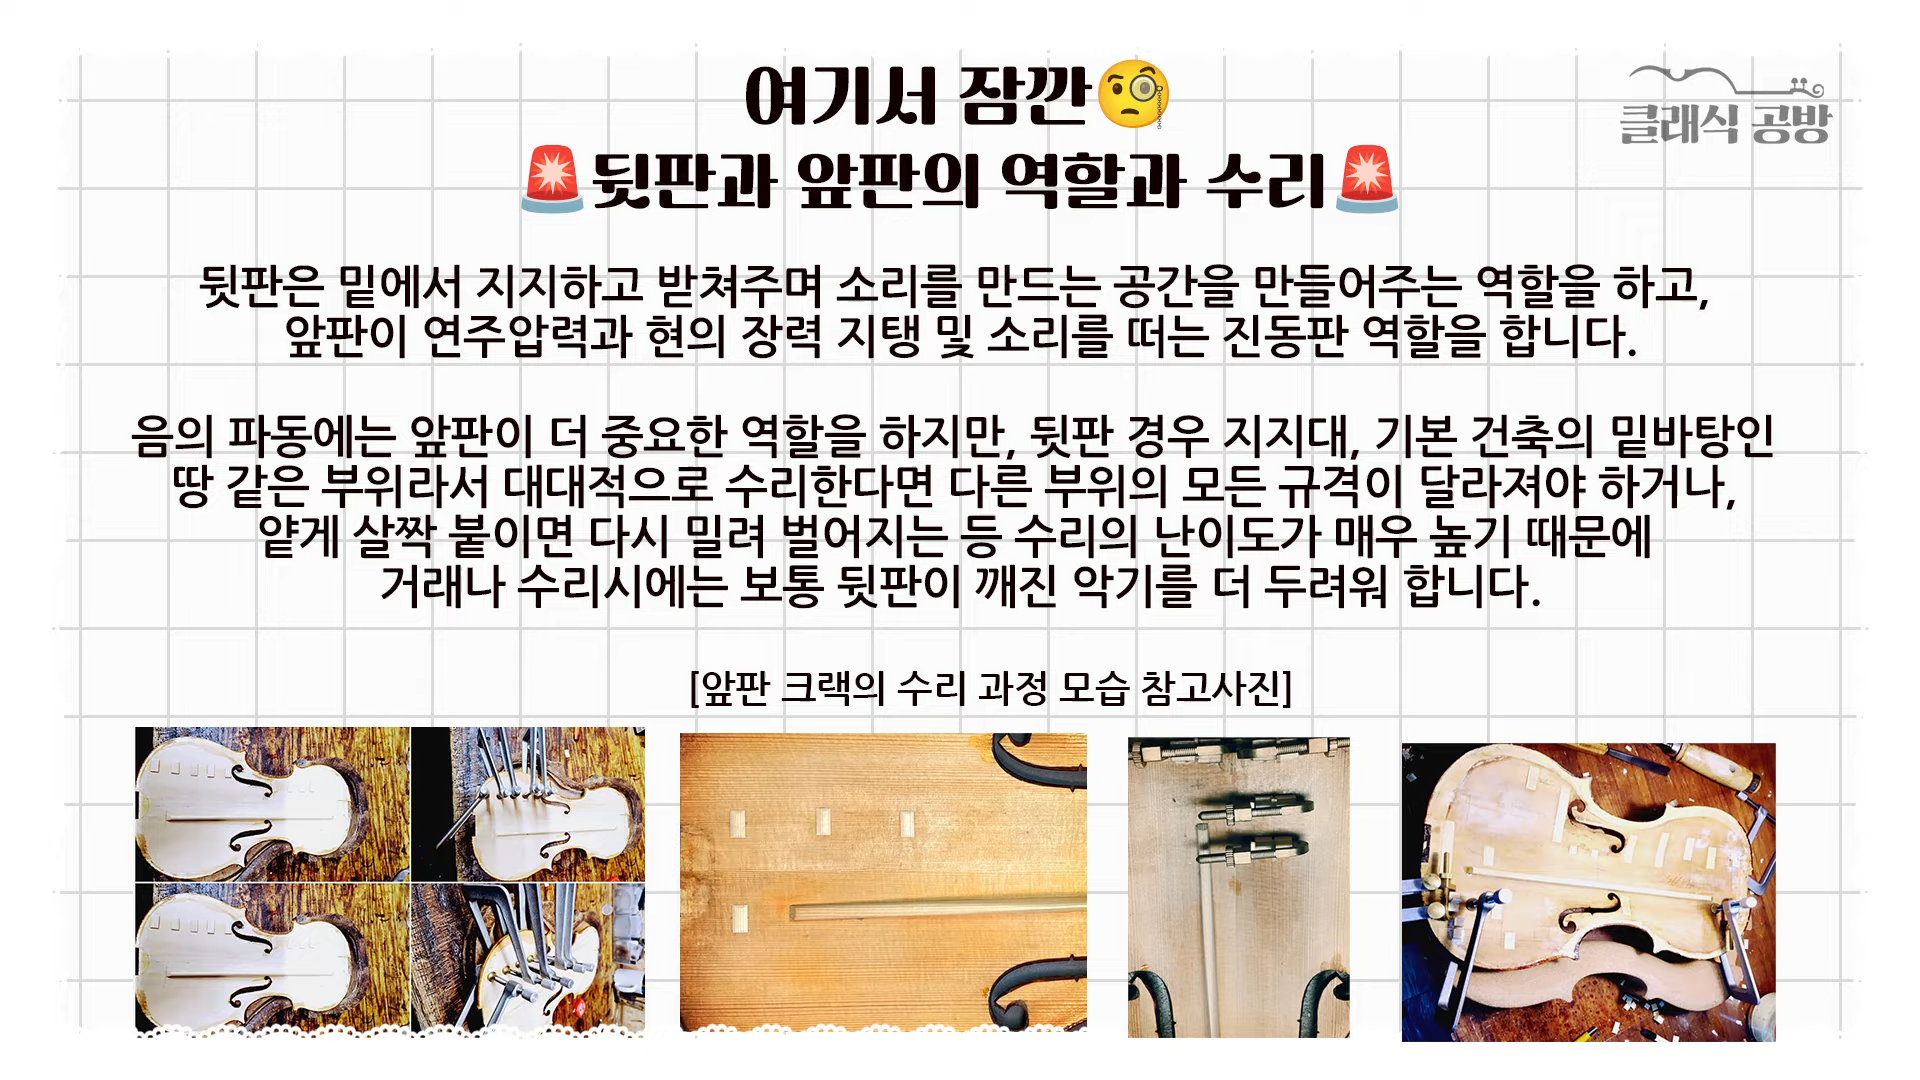 여기서 잠깐🧐
클래식 공방
🚨뒷판과 앞판의 역할과 수리🚨
뒷판은 밑에서 지지하고 받쳐주며 소리를 만드는 공간을 만들어주는 역할을 하고,
앞판이 연주압력과 현의 장력 지탱 및 소리를 떠는 진동판 역할을 합니다.
음의 파동에는 앞판이 더 중요한 역할을 하지만, 뒷판 경우 지지대, 기본 건축의 밑바탕인
땅 같은 부위라서 대대적으로 수리한다면 다른 부위의 모든 규격이 달라져야 하거나,
얕게 살짝 붙이면 다시 밀려 벌어지는 등 수리의 난이도가 매우 높기 때문에
거래나 수리시에는 보통 뒷판이 깨진 악기를 더 두려워 합니다.
[앞판 크랙의 수리 과정 모습 참고사진]